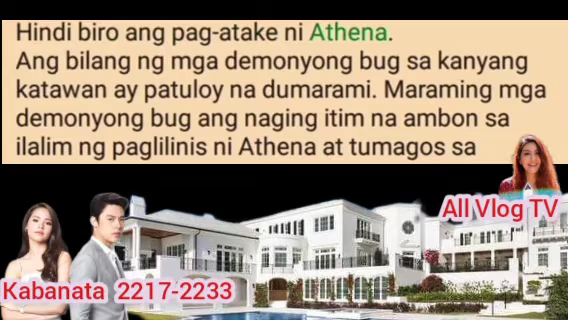 Hindi biro ang pag-atake ni Athena.
Ang bilang ng mga demonyong bug sa kanyang
katawan ay patuloy na dumarami. Maraming mga
demonyong bug ang naging itim na ambon sa
ilalim ng paglilinis ni Athena at tumagos sa
All Vlog TV
Kabanata 2217-2233